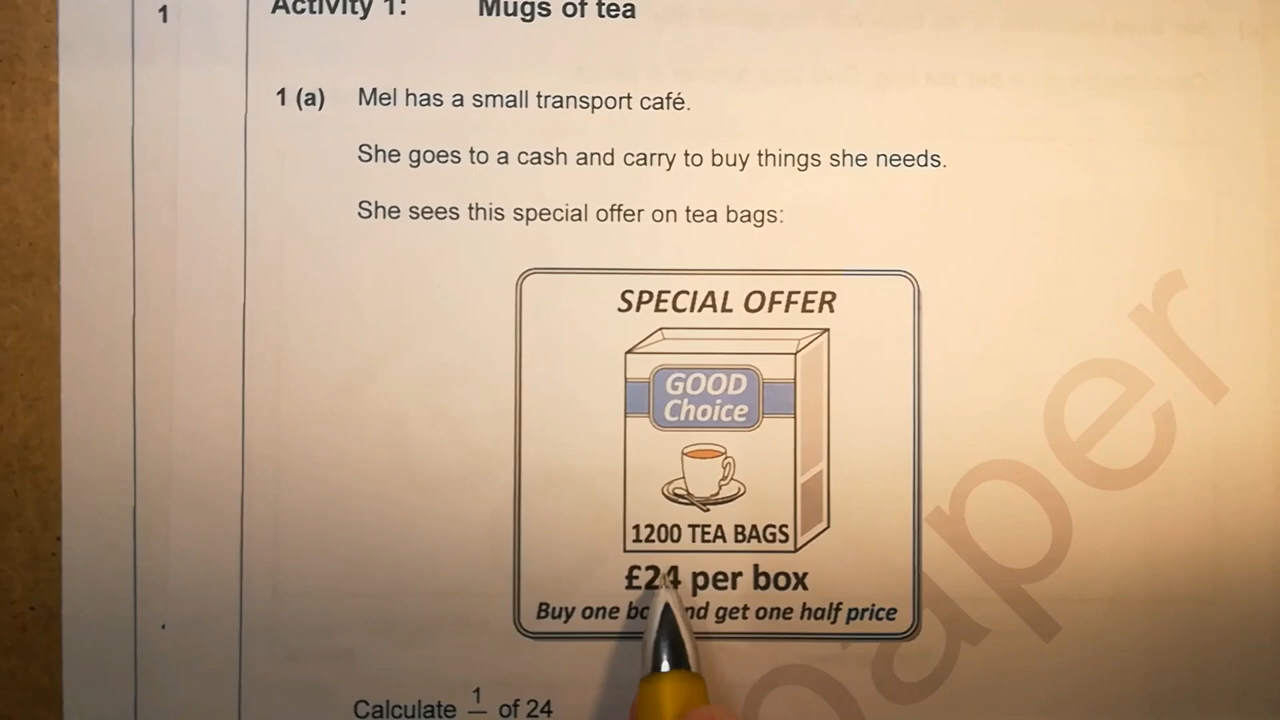 1
Activity 1: Mugs of tea
1 (a) Mel has a small transport café.
She goes to a cash and carry to buy things she needs.
She sees this special offer on tea bags:
SPECIAL OFFER
GOOD
Choice
1200 TEA BAGS
£24 per box
Buy one get one half price
Calculate 1 of 24
aper